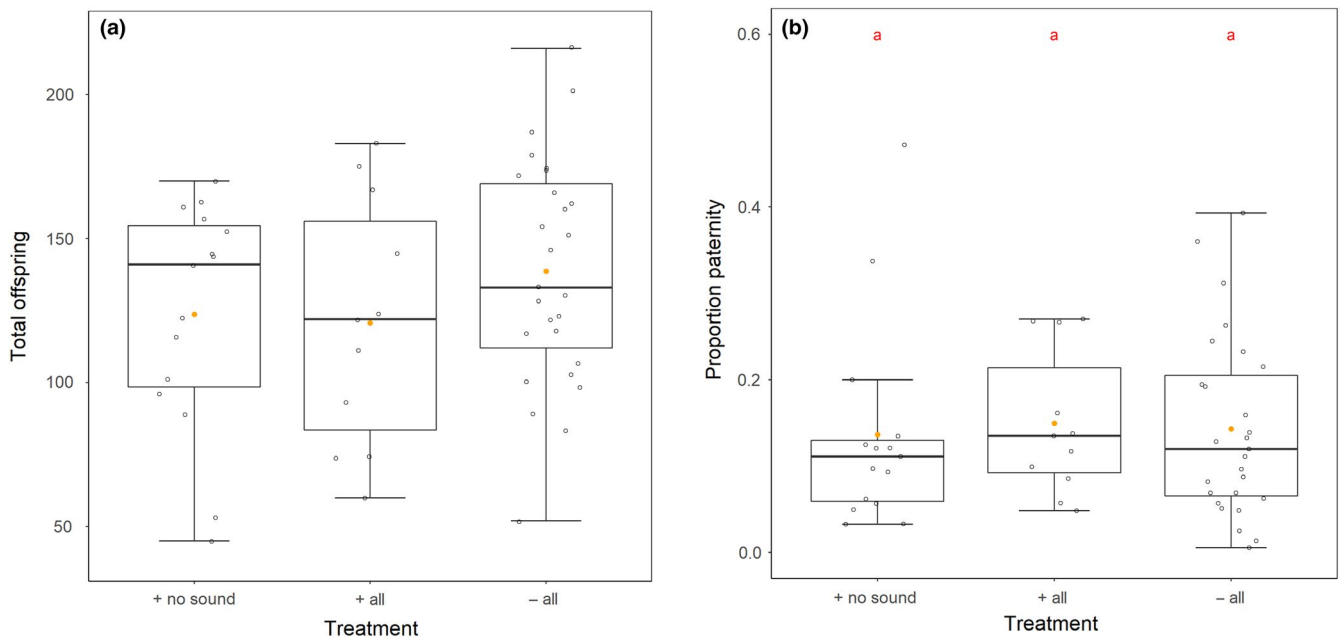 (a)
Total offspring
200
150
100
50
+ no sound + all − all
Treatment
(b)
a a a
Proportion paternity
0.6
0.4
0.2
0.0
+ no sound + all − all
Treatment